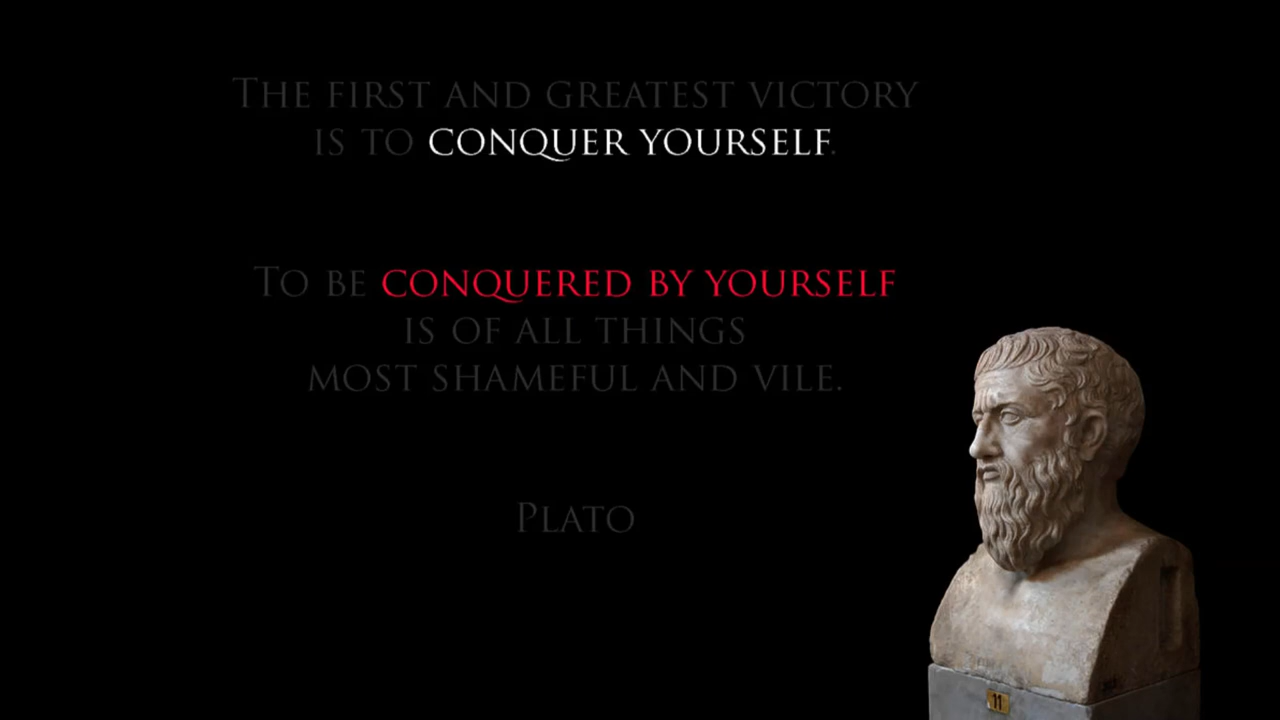 The first and greatest victory
is to conquer yourself.
To be conquered by yourself
is of all things
most shameful and vile.
Plato
11